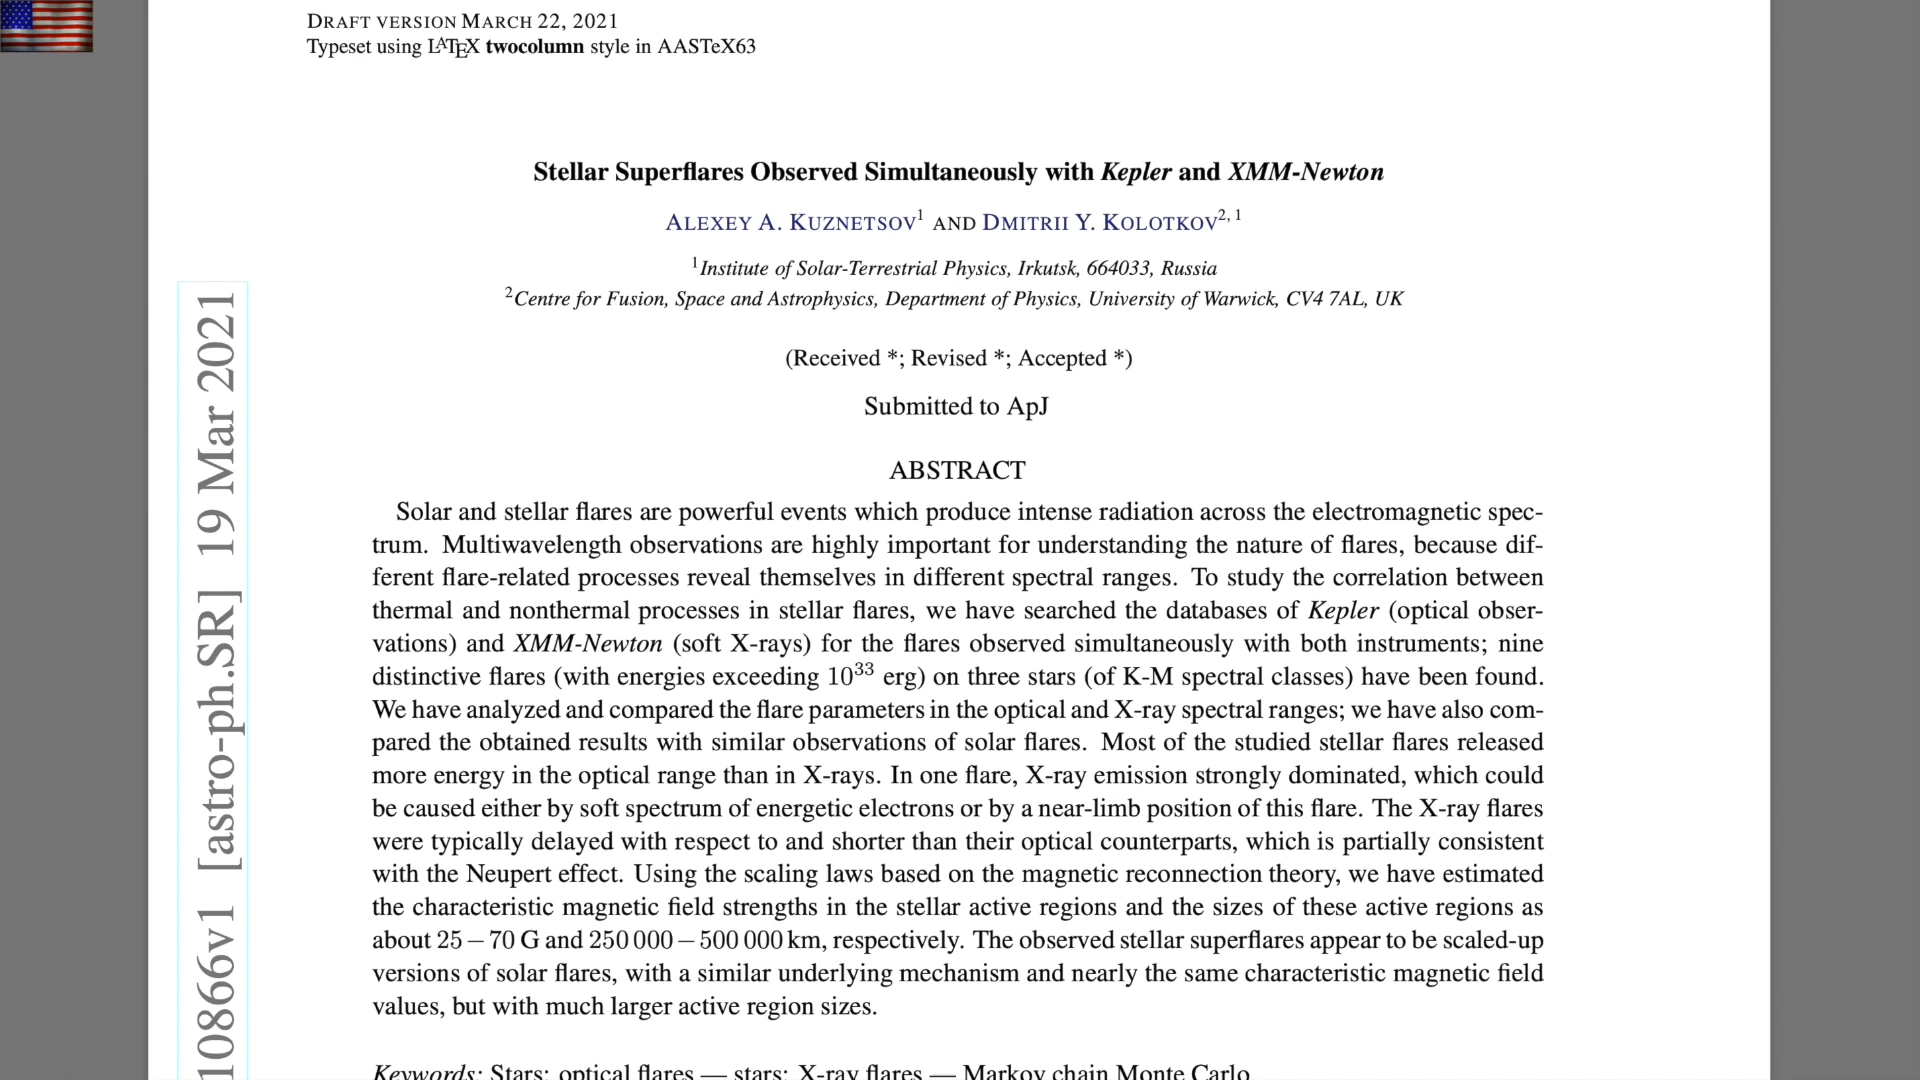 DRAFT VERSION MARCH 22, 2021
Typeset using LATEX twocolumn style in AASTeX63
Stellar Superflares Observed Simultaneously with Kepler and XMM-Newton
ALEXEY A. KUZNETSOV1 AND DMITRII Y. KOLOTKOV2, 1
1Institute of Solar-Terrestrial Physics, Irkutsk, 664033, Russia
2Centre for Fusion, Space and Astrophysics, Department of Physics, University of Warwick, CV4 7AL, UK
(Received *; Revised *; Accepted *)
Submitted to ApJ
ABSTRACT
Solar and stellar flares are powerful events which produce intense radiation across the electromagnetic spec-
trum. Multiwavelength observations are highly important for understanding the nature of flares, because dif-
ferent flare-related processes reveal themselves in different spectral ranges. To study the correlation between
thermal and nonthermal processes in stellar flares, we have searched the databases of Kepler (optical obser-
vations) and XMM-Newton (soft X-rays) for the flares observed simultaneously with both instruments; nine
distinctive flares (with energies exceeding 10^33 erg) on three stars (of K-M spectral classes) have been found.
We have analyzed and compared the flare parameters in the optical and X-ray spectral ranges; we have also com-
pared the obtained results with similar observations of solar flares. Most of the studied stellar flares released
more energy in the optical range than in X-rays. In one flare, X-ray emission strongly dominated, which could
be caused either by soft spectrum of energetic electrons or by a near-limb position of this flare. The X-ray flares
were typically delayed with respect to and shorter than their optical counterparts, which is partially consistent
with the Neupert effect. Using the scaling laws based on the magnetic reconnection theory, we have estimated
the characteristic magnetic field strengths in the stellar active regions and the sizes of these active regions as
about 25 – 70 G and 250 000 – 500 000 km, respectively. The observed stellar superflares appear to be scaled-up
versions of solar flares, with a similar underlying mechanism and nearly the same characteristic magnetic field
values, but with much larger active region sizes.
Keywords: Stars: optical flares — stars: X-ray flares — Markov chain Monte Carlo
10866v1 [astro-ph.SR] 19 Mar 2021